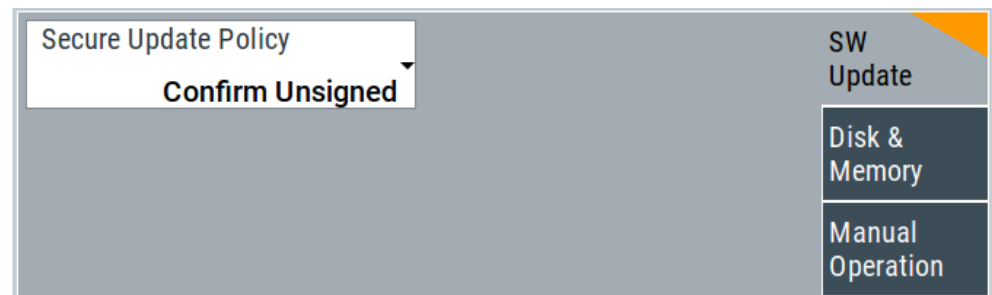 Secure Update Policy
Confirm Unsigned
SW
Update
Disk &
Memory
Manual
Operation